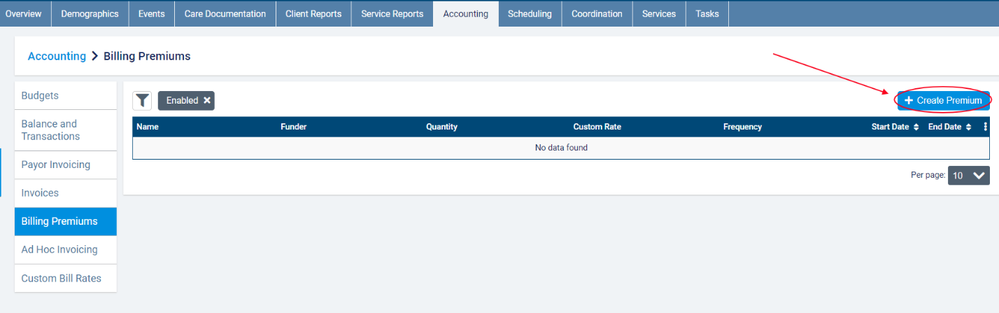 Overview Demographics Events Care Documentation Client Reports Service Reports Accounting Scheduling Coordination Services Tasks
Accounting Billing Premiums
Budgets
Balance and
Transactions
Payor Invoicing
Invoices
Billing Premiums
Ad Hoc Invoicing
Custom Bill Rates
Enabled
Create Premium
Name Funder Quantity Custom Rate Frequency Start Date End Date
No data found
Per page: 10